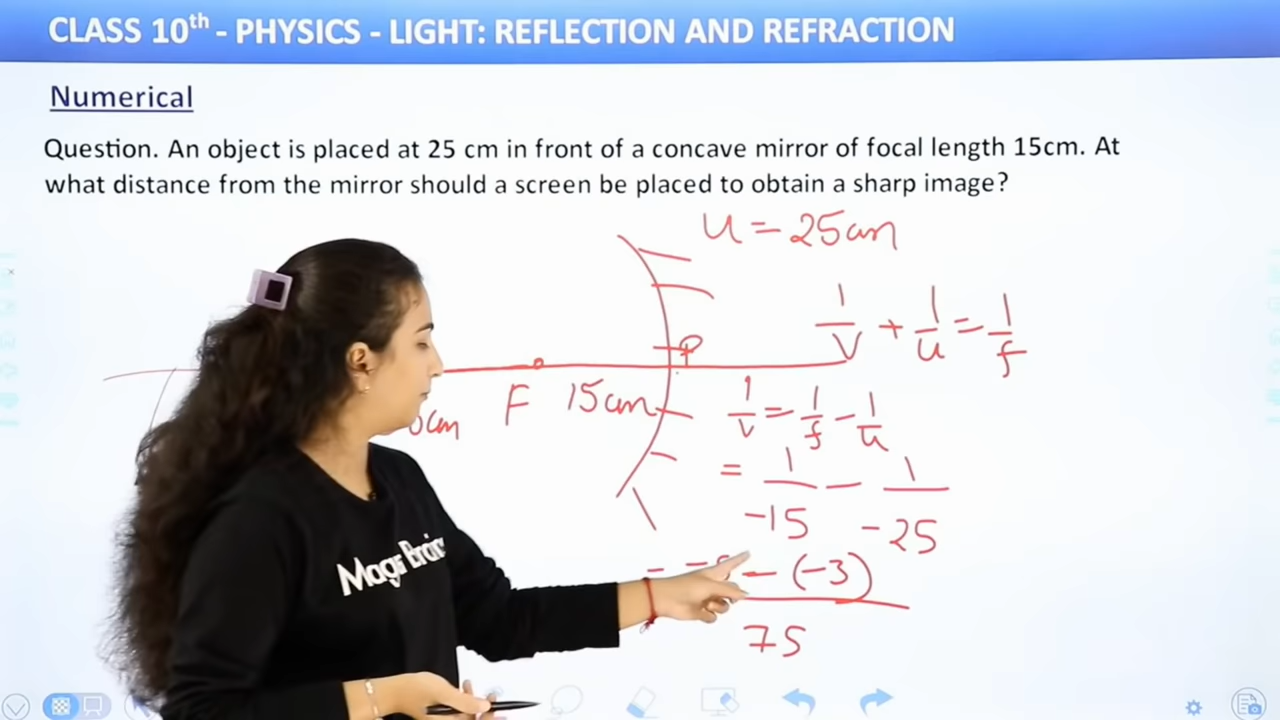 CLASS 10th - PHYSICS - LIGHT: REFLECTION AND REFRACTION
Numerical
Question. An object is placed at 25 cm in front of a concave mirror of focal length 15cm. At
what distance from the mirror should a screen be placed to obtain a sharp image?
u = 25cm
1/v + 1/u = 1/f
P
F 15cm
1/v = 1/f - 1/u
= 1/-15 - 1/-25
- (-3)
75